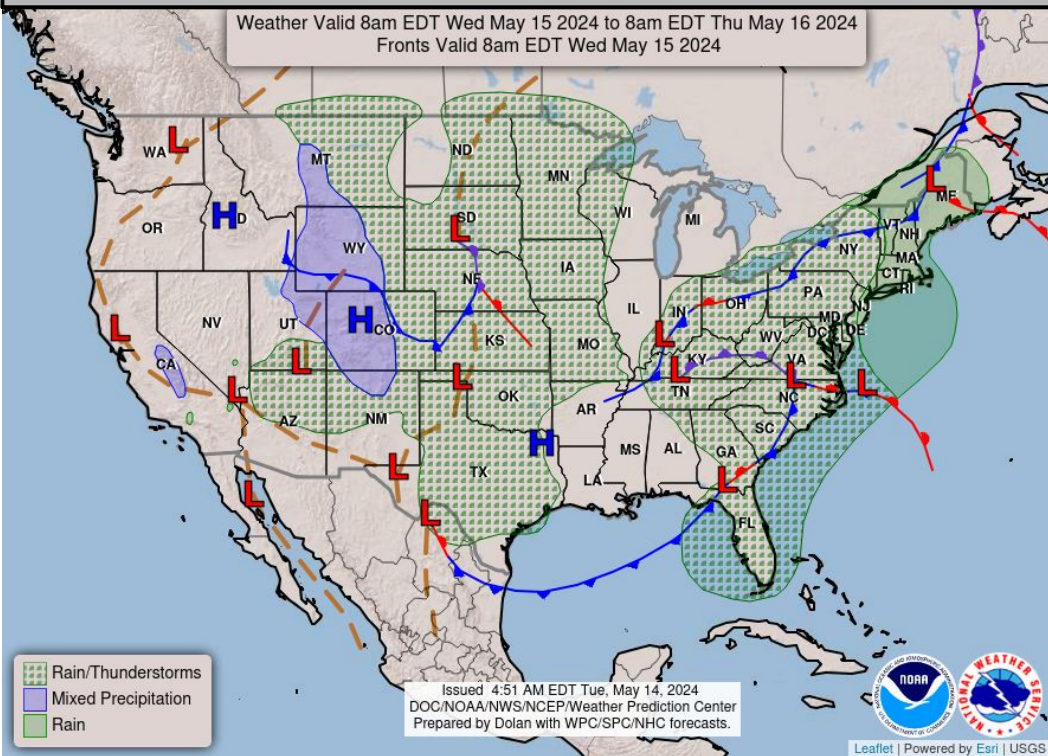 Weather Valid 8am EDT Wed May 15 2024 to 8am EDT Thu May 16 2024
Fronts Valid 8am EDT Wed May 15 2024
WA
L
MT
ND
MN
L
ME
OR
H
D
L
SD
WI
MI
VT
NH
NY
MA
CT
RI
WY
NE
IA
L
NV
UT
H
CO
IL
IN
OH
PA
NJ
MD
DE
DC
CA
L
KS
MO
L
KY
WV
VA
L
AZ
NM
L
OK
AR
L
TN
L
NC
L
SC
H
TX
MS
AL
GA
L
L
LA
L
L
FL
Rain/Thunderstorms
Mixed Precipitation
Rain
Issued 4:51 AM EDT Tue, May 14, 2024
DOC/NOAA/NWS/NCEP/Weather Prediction Center
Prepared by Dolan with WPC/SPC/NHC forecasts.
NOAA
NATIONAL WEATHER SERVICE
Leaflet | Powered by Esri | USGS